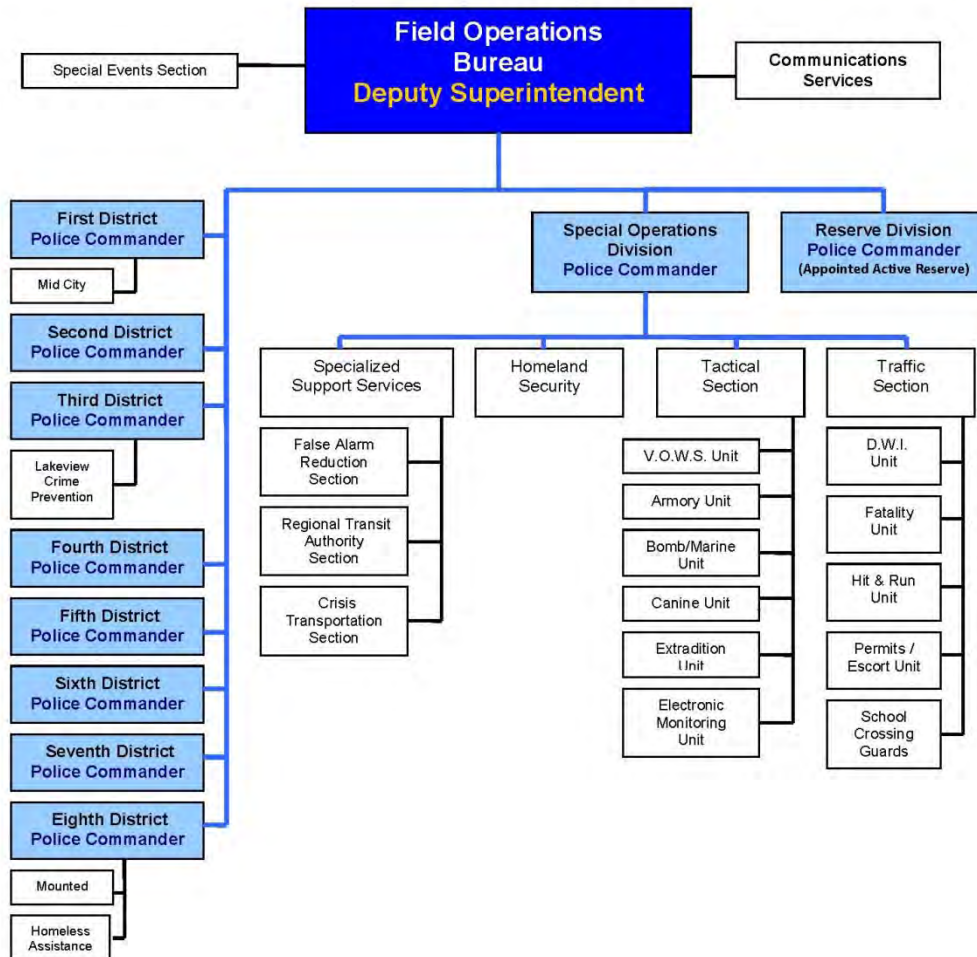 Field Operations
Bureau
Deputy Superintendent
Special Events Section
Communications
Services
First District
Police Commander
Mid City
Second District
Police Commander
Third District
Police Commander
Lakeview
Crime
Prevention
Fourth District
Police Commander
Fifth District
Police Commander
Sixth District
Police Commander
Seventh District
Police Commander
Eighth District
Police Commander
Mounted
Homeless
Assistance
Special Operations
Division
Police Commander
Reserve Division
Police Commander
(Appointed Active Reserve)
Specialized
Support Services
False Alarm
Reduction
Section
Regional Transit
Authority
Section
Crisis
Transportation
Section
Homeland
Security
Tactical
Section
V.O.W.S. Unit
Armory Unit
Bomb/Marine
Unit
Canine Unit
Extradition
Unit
Electronic
Monitoring
Unit
Traffic
Section
D.W.I.
Unit
Fatality
Unit
Hit & Run
Unit
Permits /
Escort Unit
School
Crossing
Guards